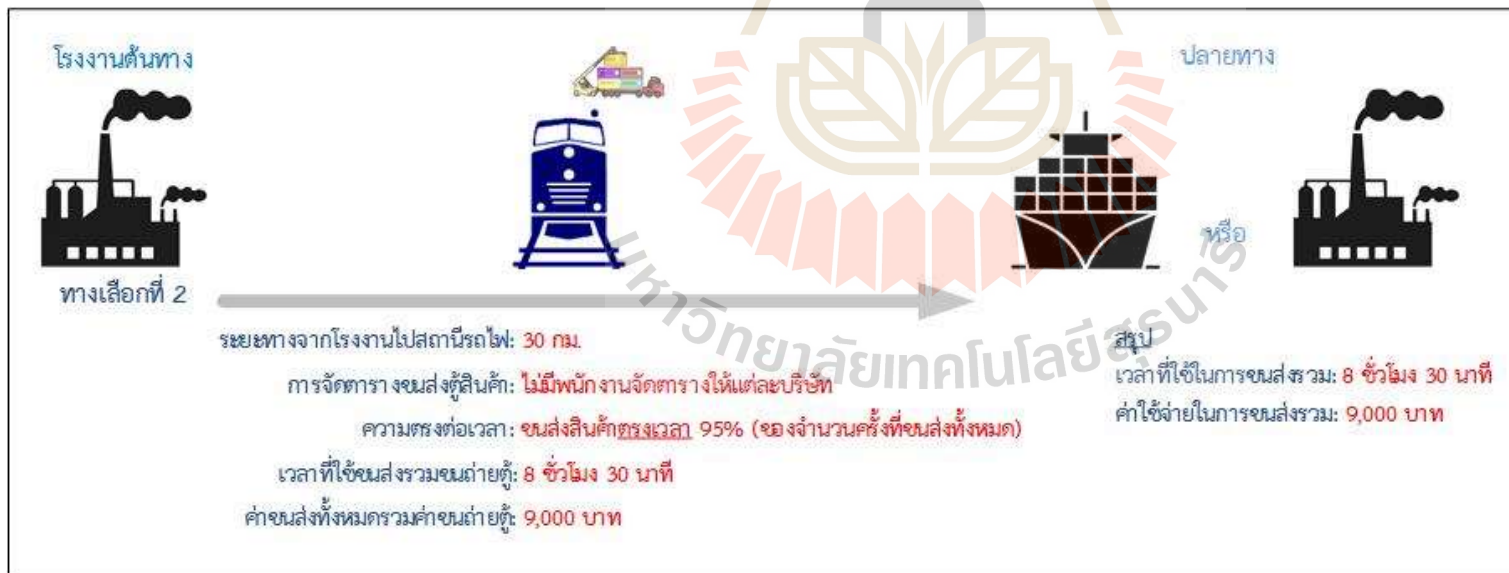 โรงงานต้นทาง
ปลายทาง
หรือ
ทางเลือกที่ 2
ระยะทางจากโรงงานไปสถานีรถไฟ: 30 กม.
การจัดตารางขนส่งตู้สินค้า: ไม่มีพนักงานจัดตารางให้แต่ละบริษัท
ความตรงต่อเวลา: ขนส่งสินค้าตรงเวลา 95% (ของจำนวนครั้งที่ขนส่งทั้งหมด)
เวลาที่ใช้ขนส่งรวมขนถ่ายตู้: 8 ชั่วโมง 30 นาที
ค่าขนส่งทั้งหมดรวมค่าขนถ่ายตู้: 9,000 บาท
สรุป
เวลาที่ใช้ในการขนส่งรวม: 8 ชั่วโมง 30 นาที
ค่าใช้จ่ายในการขนส่งรวม: 9,000 บาท
มหาวิทยาลัยเทคโนโลยีสุรนารี